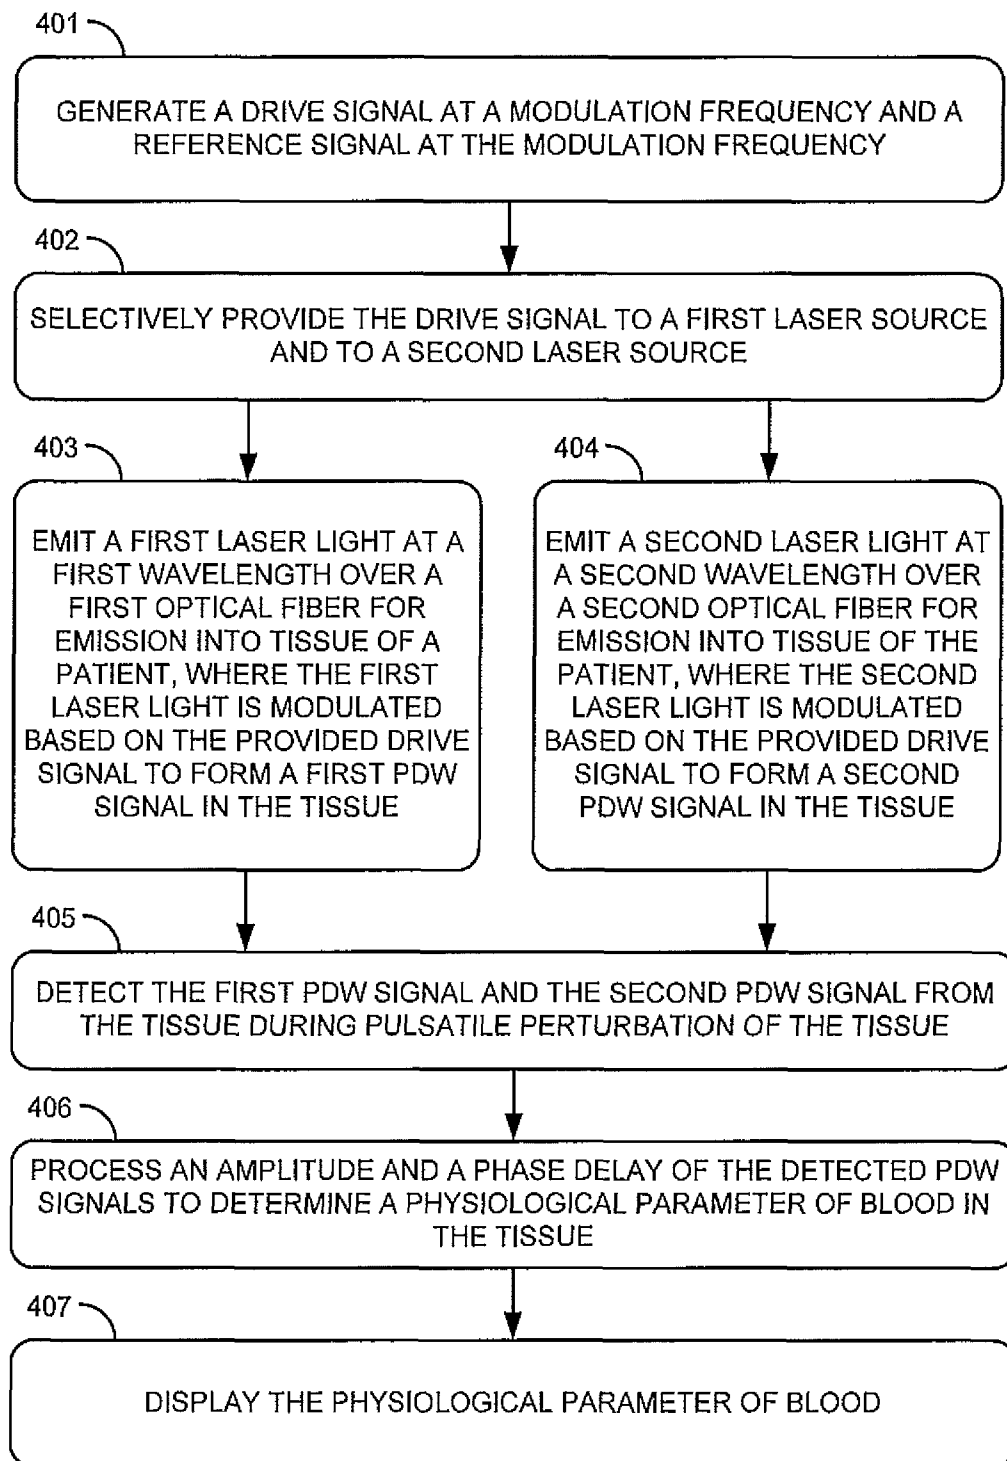 401
GENERATE A DRIVE SIGNAL AT A MODULATION FREQUENCY AND A
REFERENCE SIGNAL AT THE MODULATION FREQUENCY
402
SELECTIVELY PROVIDE THE DRIVE SIGNAL TO A FIRST LASER SOURCE
AND TO A SECOND LASER SOURCE
403
EMIT A FIRST LASER LIGHT AT A
FIRST WAVELENGTH OVER A
FIRST OPTICAL FIBER FOR
EMISSION INTO TISSUE OF A
PATIENT, WHERE THE FIRST
LASER LIGHT IS MODULATED
BASED ON THE PROVIDED DRIVE
SIGNAL TO FORM A FIRST PDW
SIGNAL IN THE TISSUE
404
EMIT A SECOND LASER LIGHT AT
A SECOND WAVELENGTH OVER
A SECOND OPTICAL FIBER FOR
EMISSION INTO TISSUE OF THE
PATIENT, WHERE THE SECOND
LASER LIGHT IS MODULATED
BASED ON THE PROVIDED DRIVE
SIGNAL TO FORM A SECOND
PDW SIGNAL IN THE TISSUE
405
DETECT THE FIRST PDW SIGNAL AND THE SECOND PDW SIGNAL FROM
THE TISSUE DURING PULSATILE PERTURBATION OF THE TISSUE
406
PROCESS AN AMPLITUDE AND A PHASE DELAY OF THE DETECTED PDW
SIGNALS TO DETERMINE A PHYSIOLOGICAL PARAMETER OF BLOOD IN
THE TISSUE
407
DISPLAY THE PHYSIOLOGICAL PARAMETER OF BLOOD